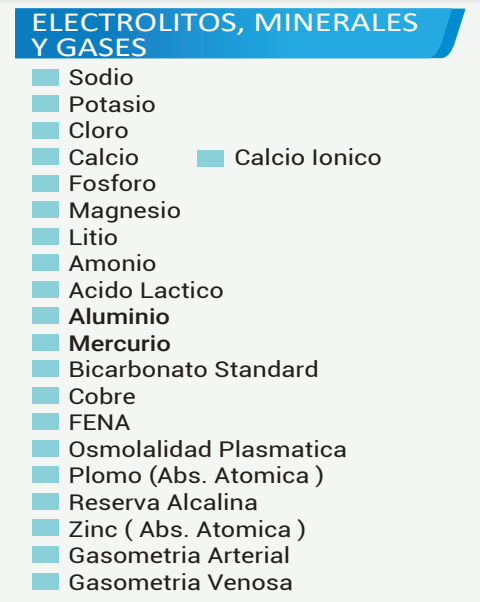 ELECTROLITOS, MINERALES
Y GASES
Sodio
Potasio
Cloro
Calcio Calcio Ionico
Fosforo
Magnesio
Litio
Amonio
Acido Lactico
Aluminio
Mercurio
Bicarbonato Standard
Cobre
FENA
Osmolalidad Plasmatica
Plomo (Abs. Atomica )
Reserva Alcalina
Zinc ( Abs. Atomica )
Gasometria Arterial
Gasometria Venosa